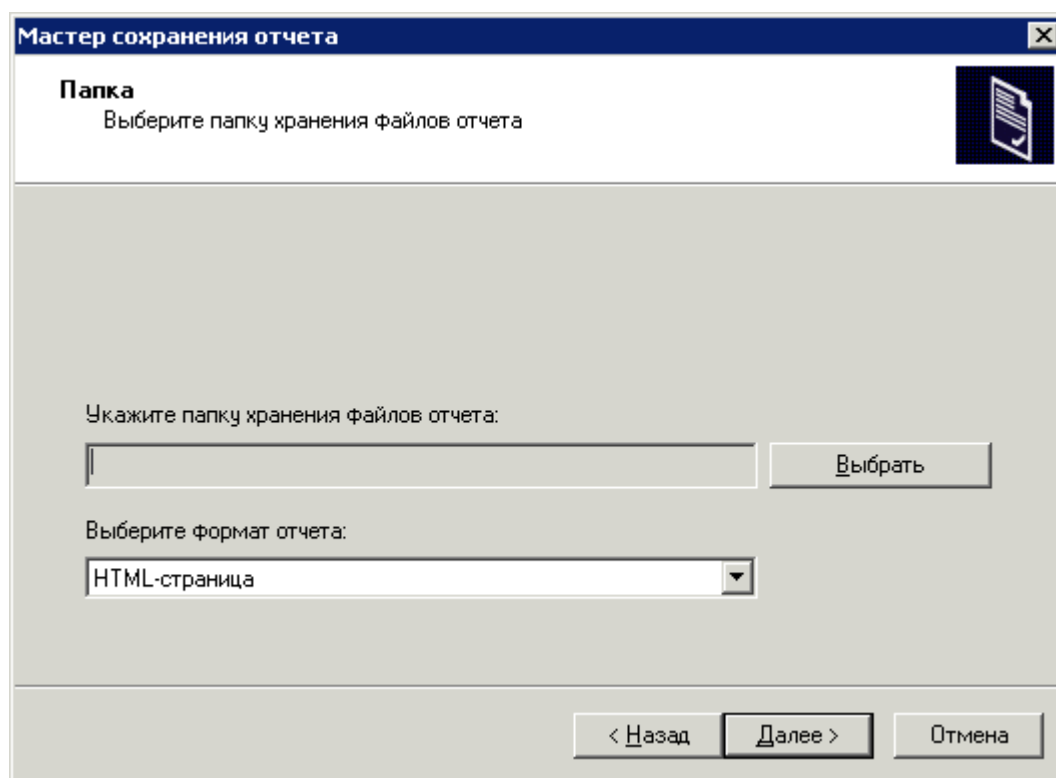 Мастер сохранения отчета
Папка
Выберите папку хранения файлов отчета
Укажите папку хранения файлов отчета:
Выбрать
Выберите формат отчета:
HTML-страница
< Назад Далее > Отмена